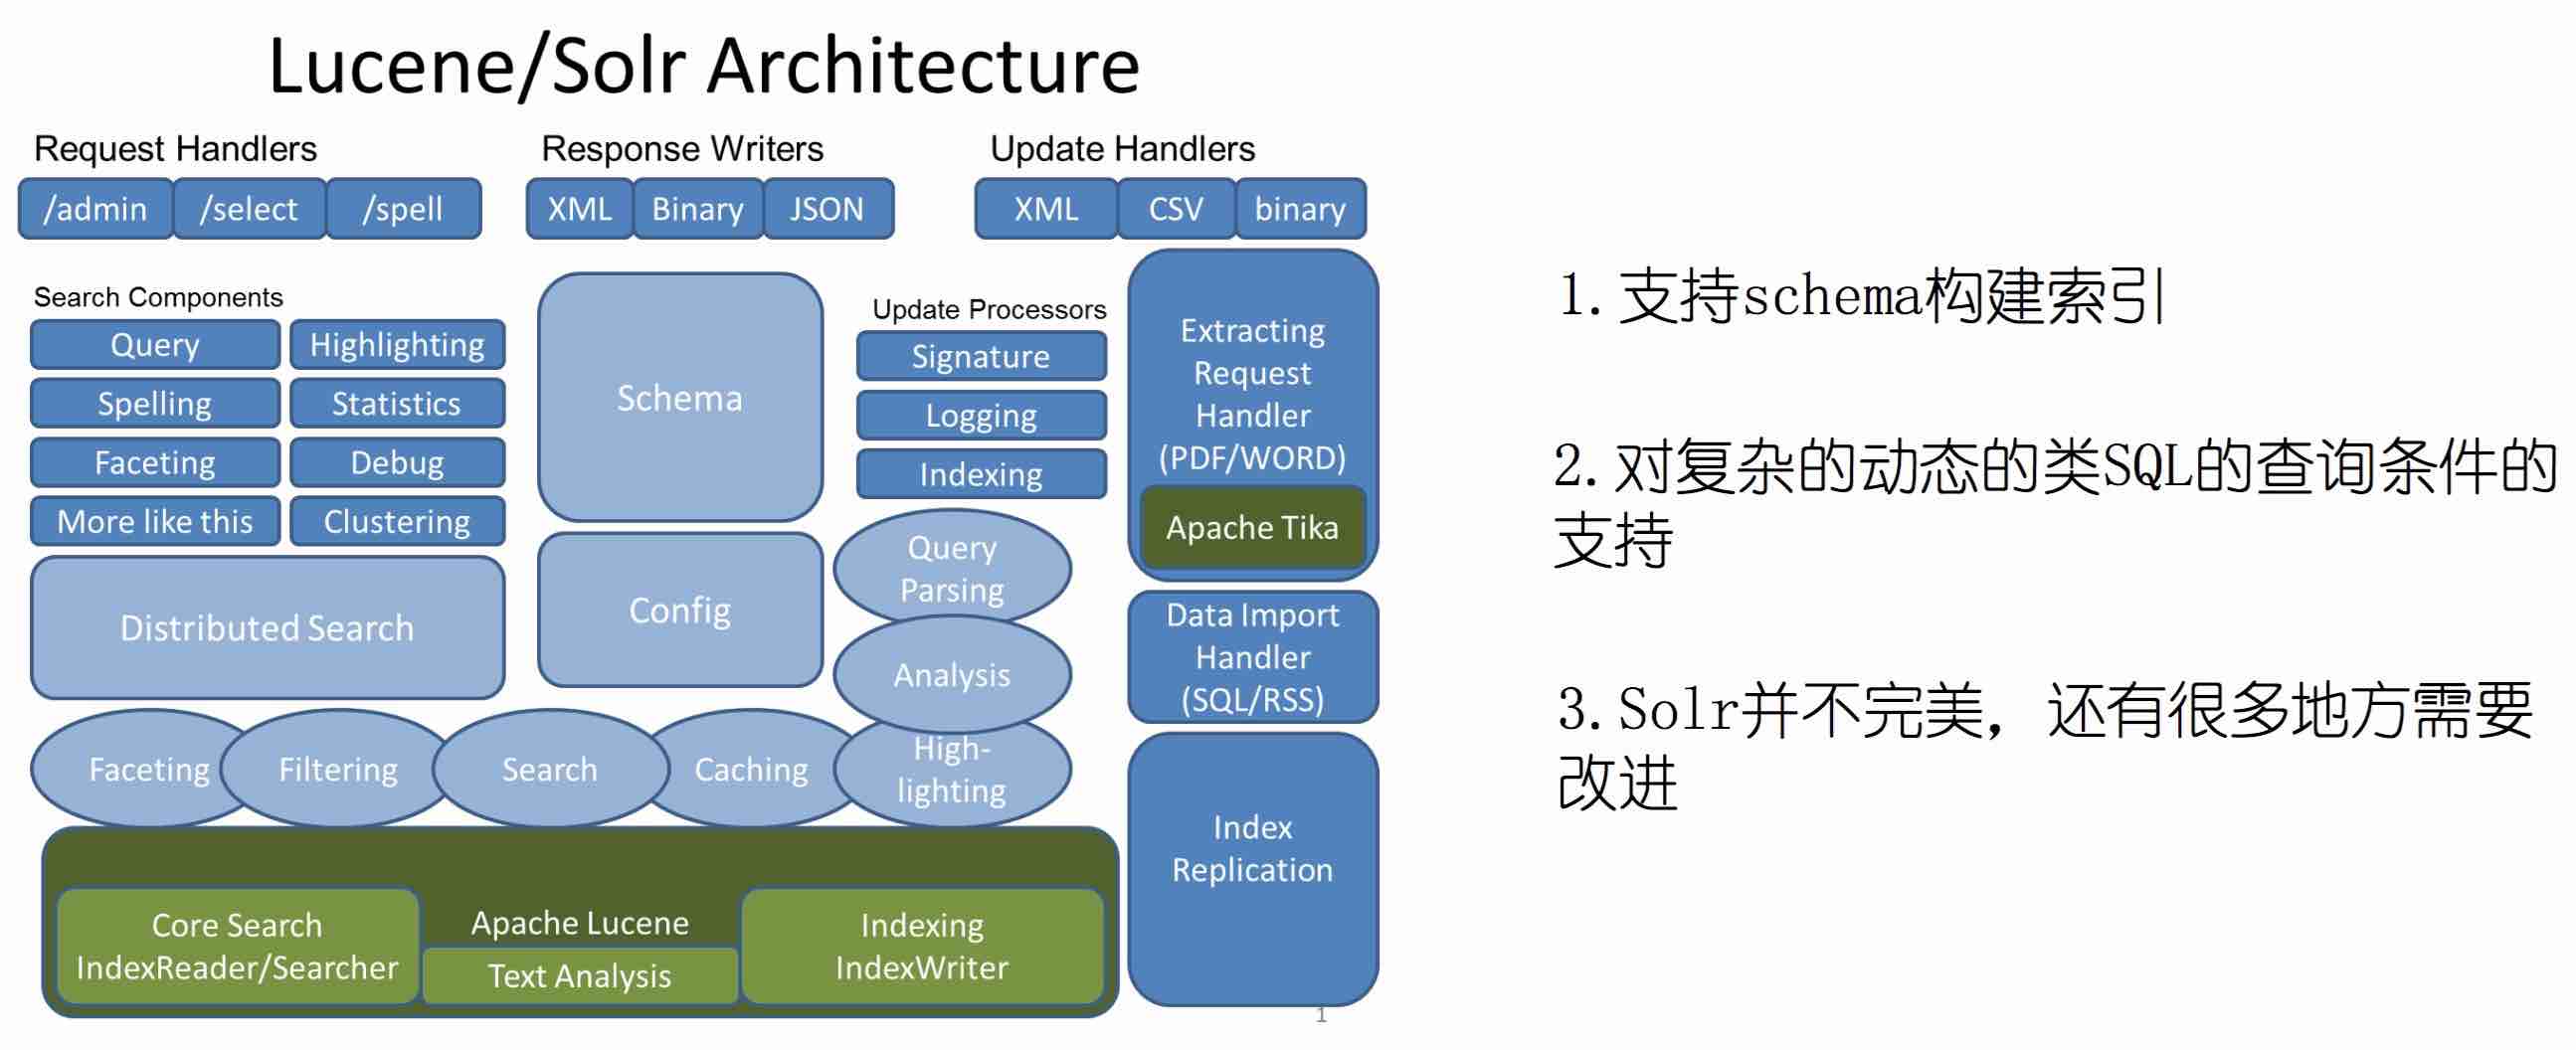 Lucene/Solr Architecture
Request Handlers
/admin
/select
/spell
Response Writers
XML
Binary
JSON
Update Handlers
XML
CSV
binary
Search Components
Query
Highlighting
Spelling
Statistics
Faceting
Debug
More like this
Clustering
Distributed Search
Schema
Config
Update Processors
Signature
Logging
Indexing
Query
Parsing
Analysis
Extracting
Request
Handler
(PDF/WORD)
Apache Tika
Data Import
Handler
(SQL/RSS)
Index
Replication
Faceting
Filtering
Search
Caching
High-
lighting
Core Search
IndexReader/Searcher
Apache Lucene
Text Analysis
Indexing
IndexWriter
1
1.支持schema构建索引
2.对复杂的动态的类SQL的查询条件的
支持
3.Solr并不完美，还有很多地方需要
改进